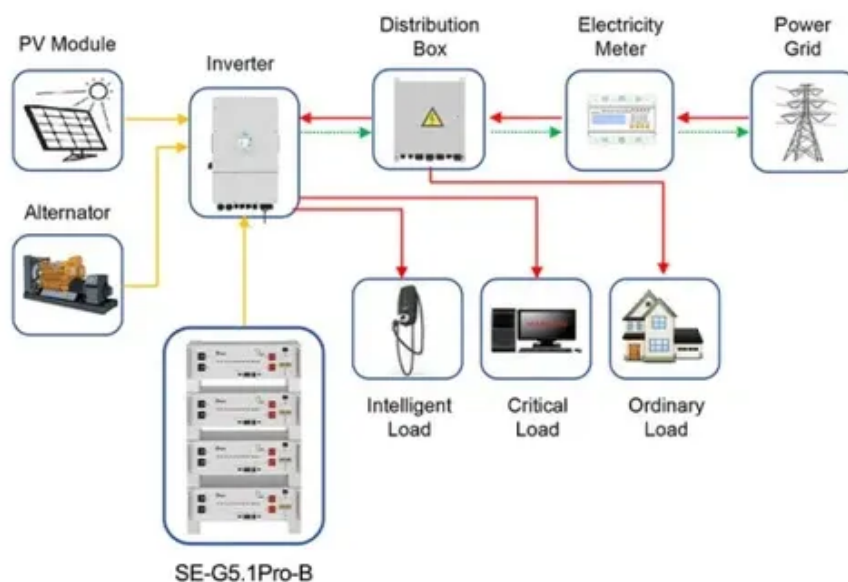 PV Module
Inverter
Distribution
Box
Electricity
Meter
Power
Grid
Alternator
Intelligent
Load
Critical
Load
Ordinary
Load
SE-G5.1Pro-B